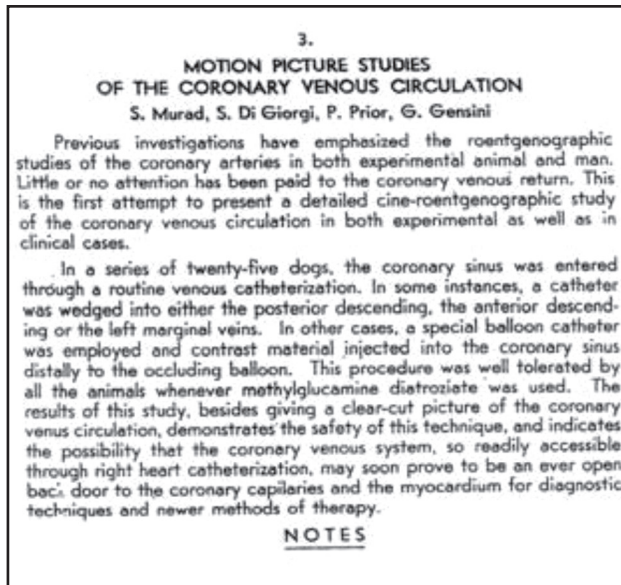 3.
MOTION PICTURE STUDIES
OF THE CORONARY VENOUS CIRCULATION
S. Murad, S. Di Giorgi, P. Prior, G. Gensini
Previous investigations have emphasized the roentgenographic
studies of the coronary arteries in both experimental animal and man.
Little or no attention has been paid to the coronary venous return. This
is the first attempt to present a detailed cine-roentgenographic study
of the coronary venous circulation in both experimental as well as in
clinical cases.
In a series of twenty-five dogs, the coronary sinus was entered
through a routine venous catheterization. In some instances, a catheter
was wedged into either the posterior descending, the anterior descend-
ing or the left marginal veins. In other cases, a special balloon catheter
was employed and contrast material injected into the coronary sinus
distally to the occluding balloon. This procedure was well tolerated by
all the animals whenever methylglucamine diatroziate was used. The
results of this study, besides giving a clear-cut picture of the coronary
venus circulation, demonstrates the safety of this technique, and indicates
the possibility that the coronary venous system, so readily accessible
through right heart catheterization, may soon prove to be an ever open
back door to the coronary capilaries and the myocardium for diagnostic
techniques and newer methods of therapy.
NOTES